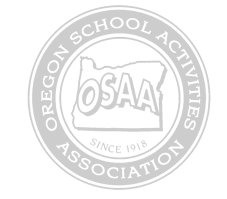 OREGON SCHOOL ACTIVITIES
OSAA
SINCE 1918
ASSOCIATION